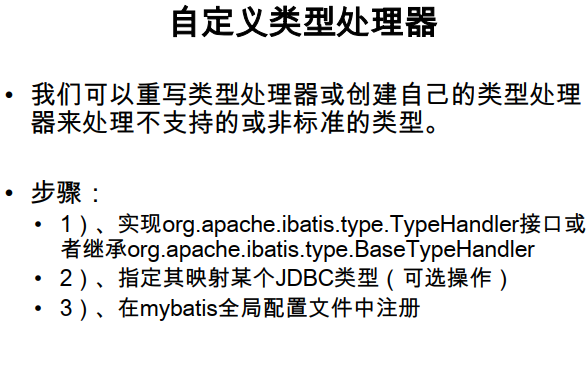 自定义类型处理器
• 我们可以重写类型处理器或创建自己的类型处理
器来处理不支持的或非标准的类型。
• 步骤：
• 1）、实现org.apache.ibatis.type.TypeHandler接口或
者继承org.apache.ibatis.type.BaseTypeHandler
• 2）、指定其映射某个JDBC类型（可选操作）
• 3）、在mybatis全局配置文件中注册